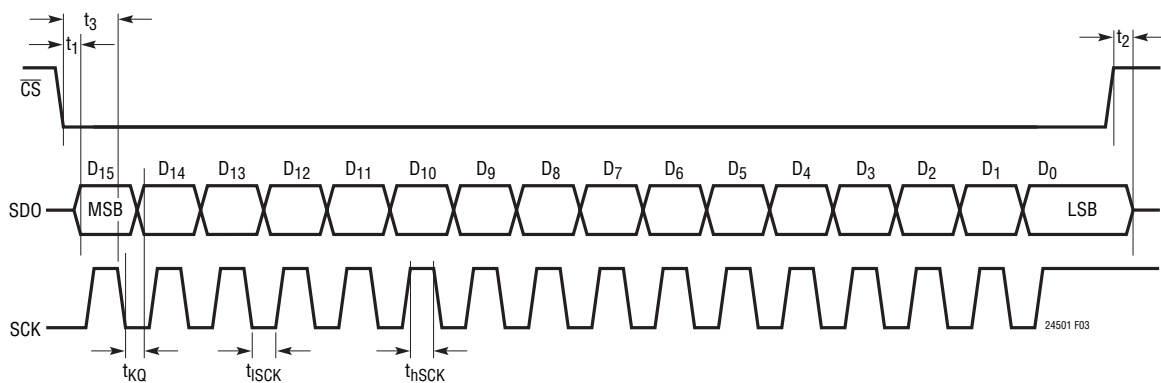 t3
t1
t2
CS
D15 D14 D13 D12 D11 D10 D9 D8 D7 D6 D5 D4 D3 D2 D1 D0
SDO MSB LSB
SCK
24501 F03
tKQ tlSCK thSCK